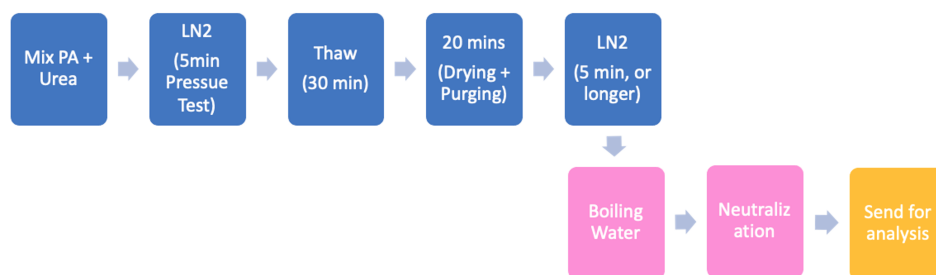 Mix PA +
Urea
LN2
(5min
Pressue
Test)
Thaw
(30 min)
20 mins
(Drying +
Purging)
LN2
(5 min, or
longer)
Boiling
Water
Neutraliz
ation
Send for
analysis